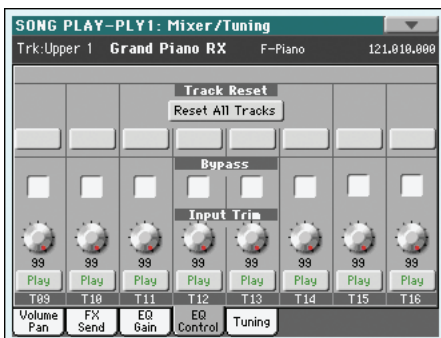 SONG PLAY-PLY1: Mixer/Tuning
Trk:Upper 1 Grand Piano RX F-Piano 121.010.000
Track Reset
Reset All Tracks
Bypass
Input Trim
99 99 99 99 99 99 99 99
Play Play Play Play Play Play Play Play
T09 T10 T11 T12 T13 T14 T15 T16
Volume Pan FX Send EQ Gain EQ Control Tuning